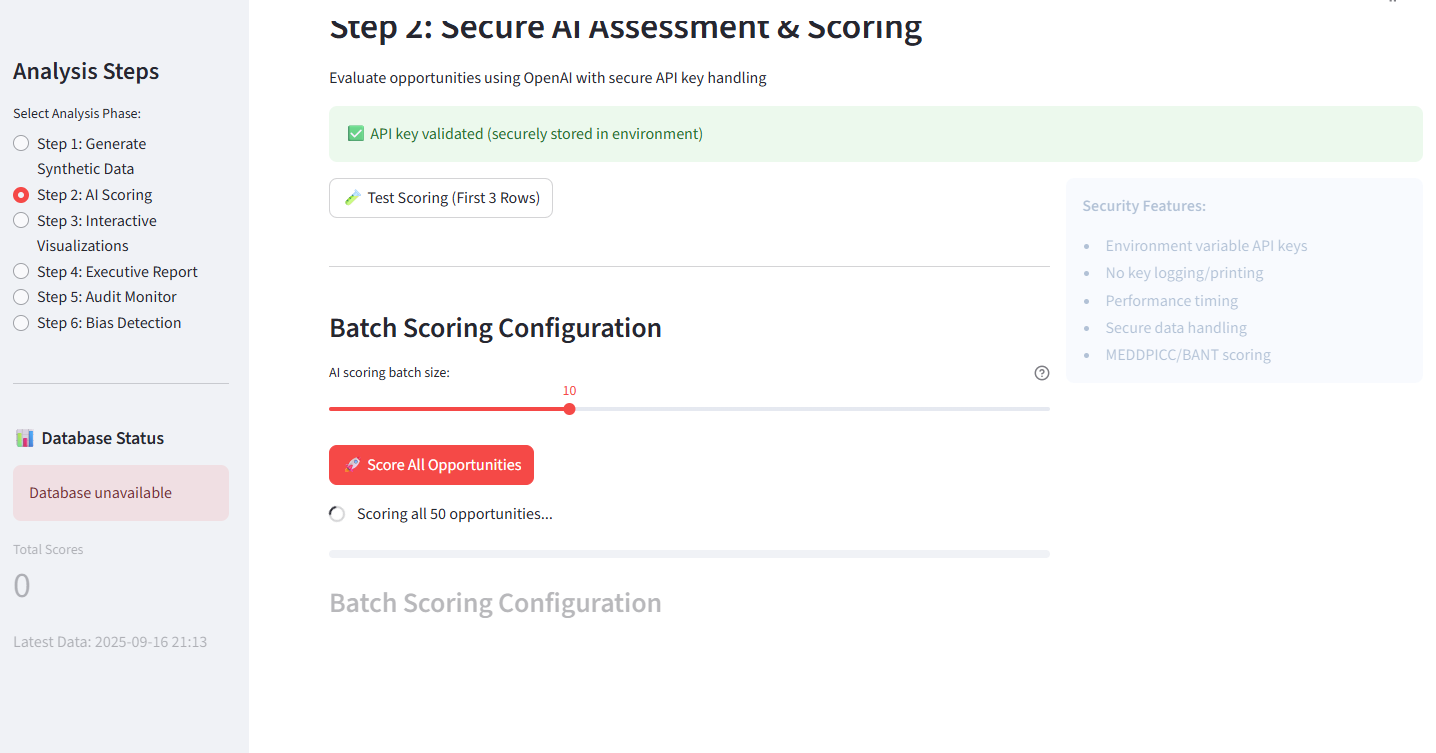 Analysis Steps
Select Analysis Phase:
Step 1: Generate
Synthetic Data
Step 2: AI Scoring
Step 3: Interactive
Visualizations
Step 4: Executive Report
Step 5: Audit Monitor
Step 6: Bias Detection
Database Status
Database unavailable
Total Scores
0
Latest Data: 2025-09-16 21:13
Step 2: Secure AI Assessment & Scoring
Evaluate opportunities using OpenAI with secure API key handling
API key validated (securely stored in environment)
Test Scoring (First 3 Rows)
Batch Scoring Configuration
AI scoring batch size:
10
Score All Opportunities
Scoring all 50 opportunities...
Batch Scoring Configuration
Security Features:
• Environment variable API keys
• No key logging/printing
• Performance timing
• Secure data handling
• MEDDPICC/BANT scoring